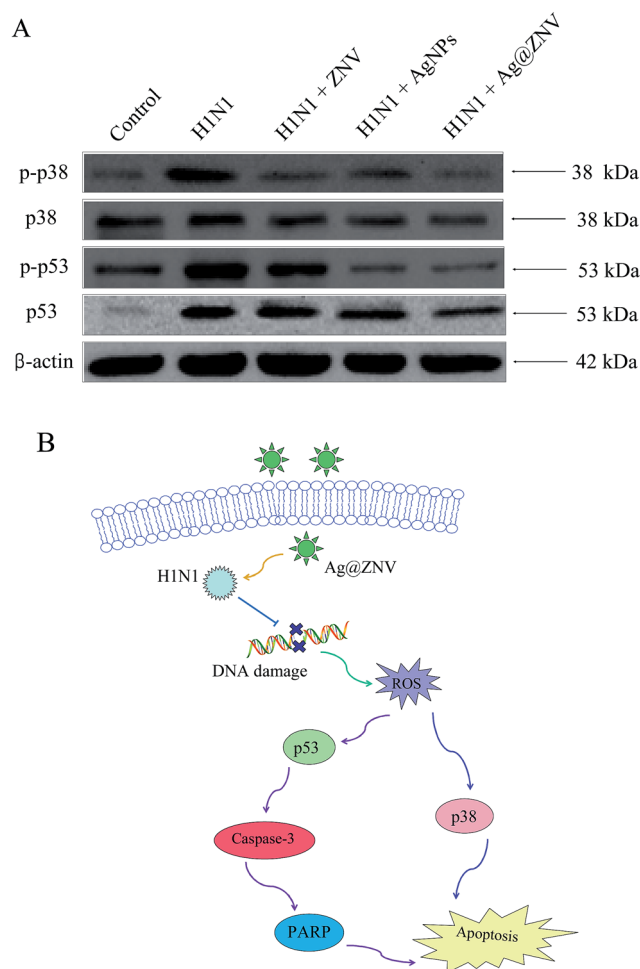 A
Control
H1N1
H1N1 + ZNV
H1N1 + AgNPs
H1N1 + Ag@ZNV
p-p38
38 kDa
p38
38 kDa
p-p53
53 kDa
p53
53 kDa
β-actin
42 kDa
B
Ag@ZNV
H1N1
DNA damage
ROS
p53
p38
Caspase-3
PARP
Apoptosis